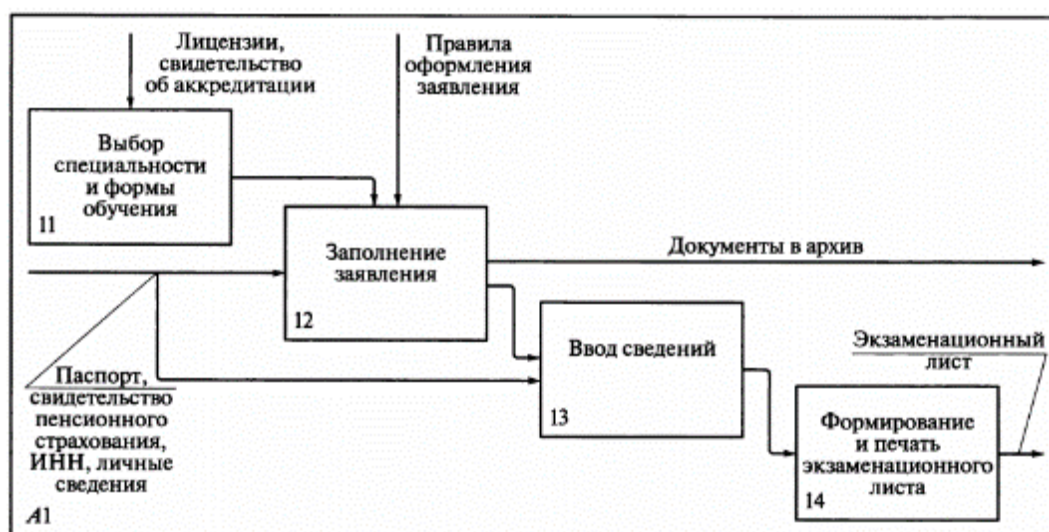 Лицензии,
свидетельство
об аккредитации
Правила
оформления
заявления
Выбор
специальности
и формы
обучения
11
Заполнение
заявления
12
Документы в архив
Ввод сведений
13
Экзаменационный
лист
Паспорт,
свидетельство
пенсионного
страхования,
ИНН, личные
сведения
Формирование
и печать
экзаменационного
листа
14
А1